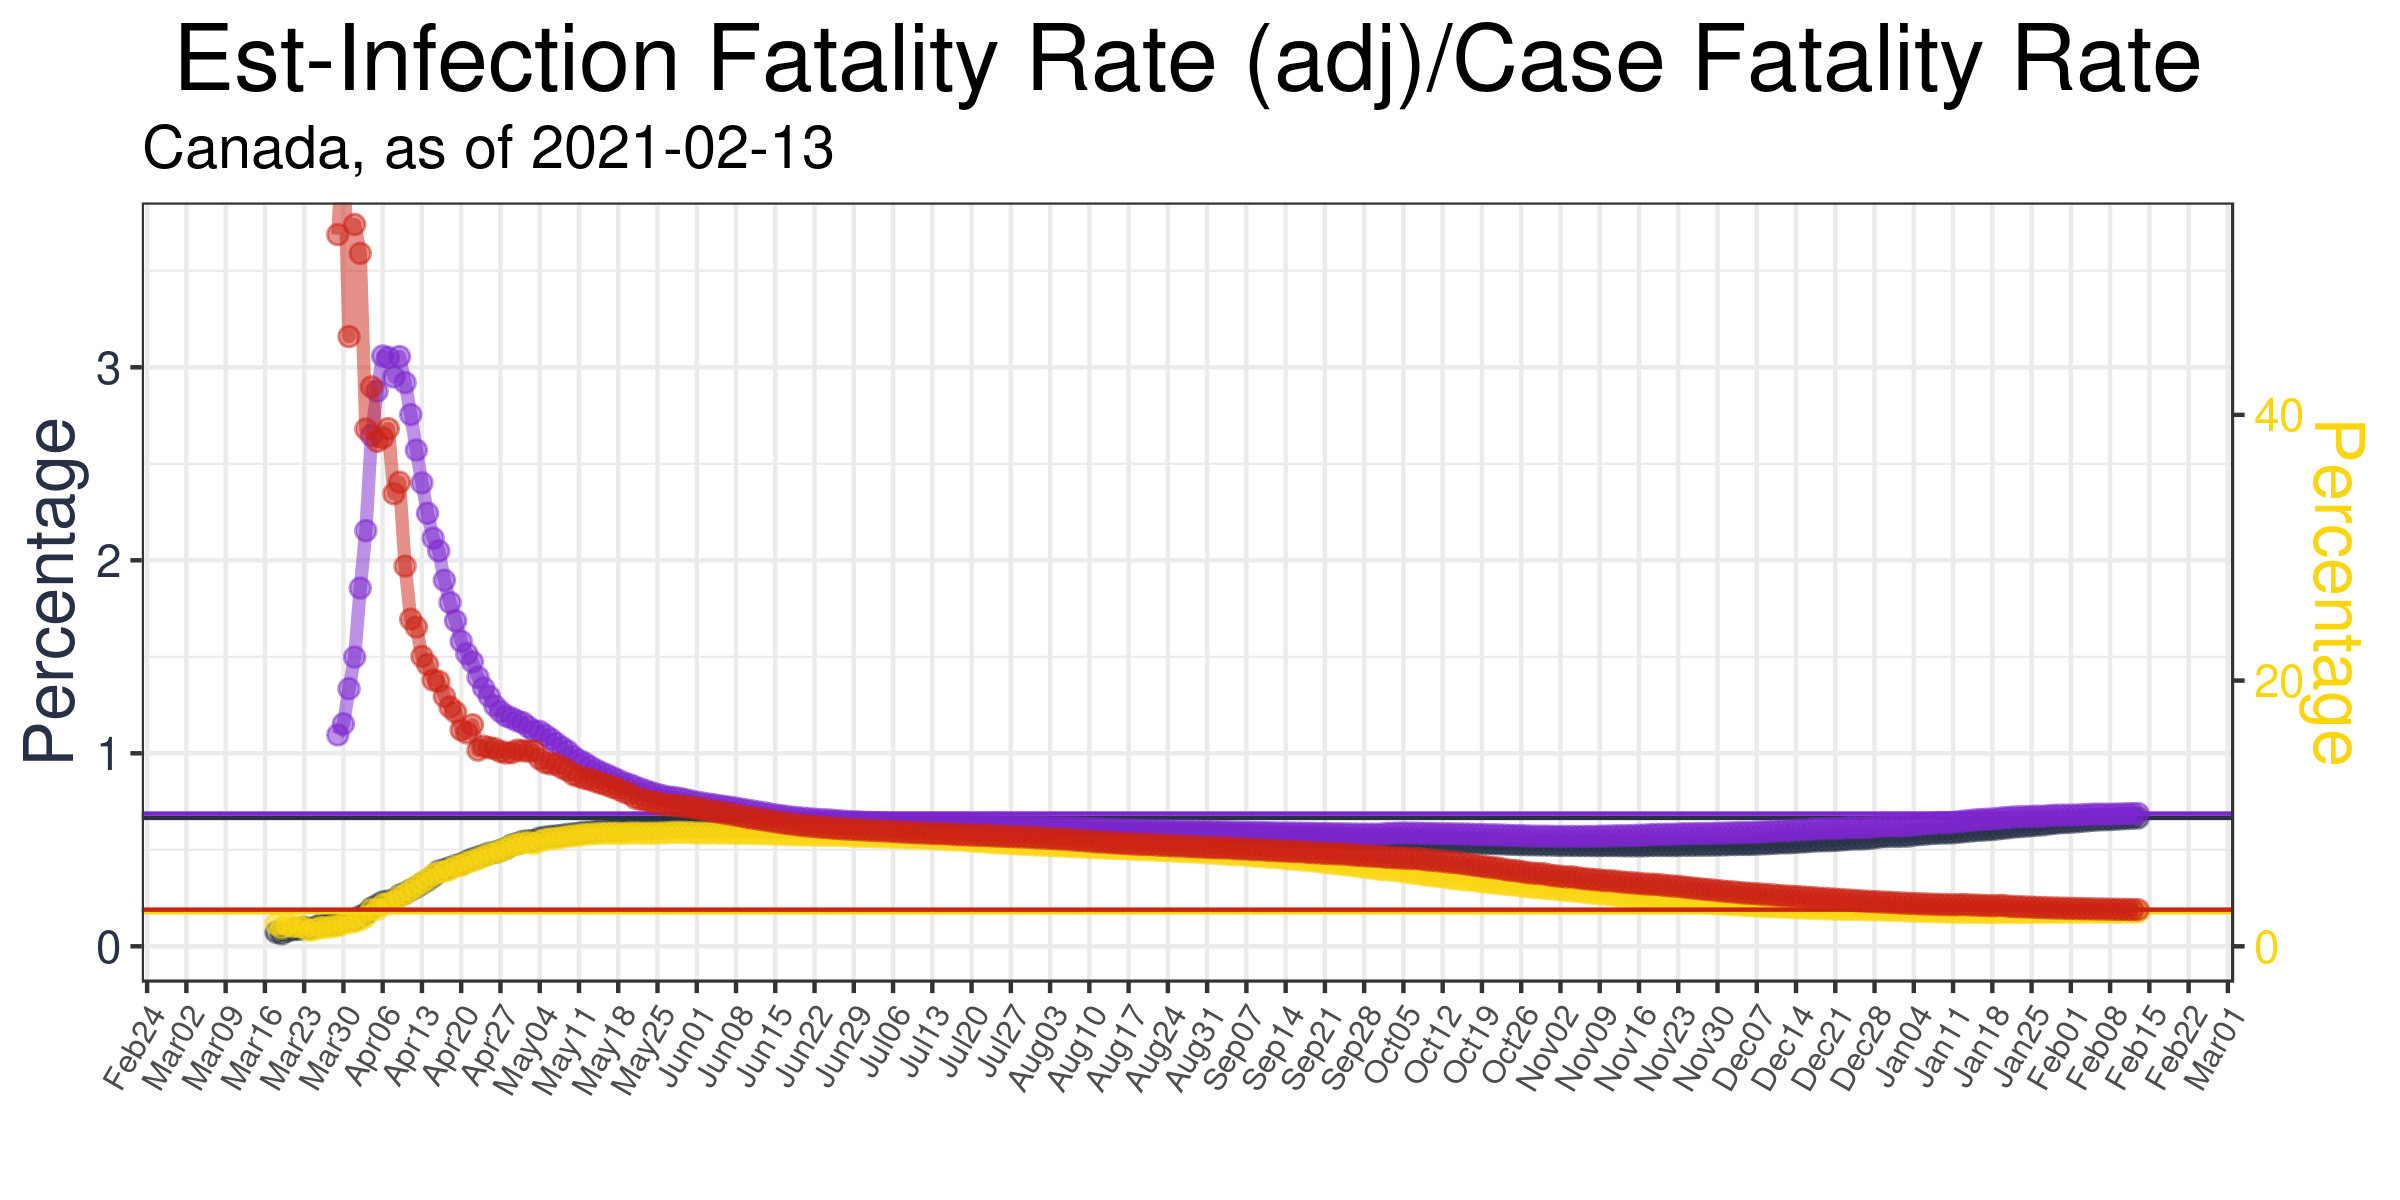 Est-Infection Fatality Rate (adj)/Case Fatality Rate
Canada, as of 2021-02-13
Percentage
3
2
1
0
40
20
0
Percentage
Feb24
Mar02
Mar09
Mar16
Mar23
Mar30
Apr06
Apr13
Apr20
Apr27
May04
May11
May18
May25
Jun01
Jun08
Jun15
Jun22
Jun29
Jul06
Jul13
Jul20
Jul27
Aug03
Aug10
Aug17
Aug24
Aug31
Sep07
Sep14
Sep21
Sep28
Oct05
Oct12
Oct19
Oct26
Nov02
Nov09
Nov16
Nov23
Nov30
Dec07
Dec14
Dec21
Dec28
Jan04
Jan11
Jan18
Jan25
Feb01
Feb08
Feb15
Feb22
Mar01